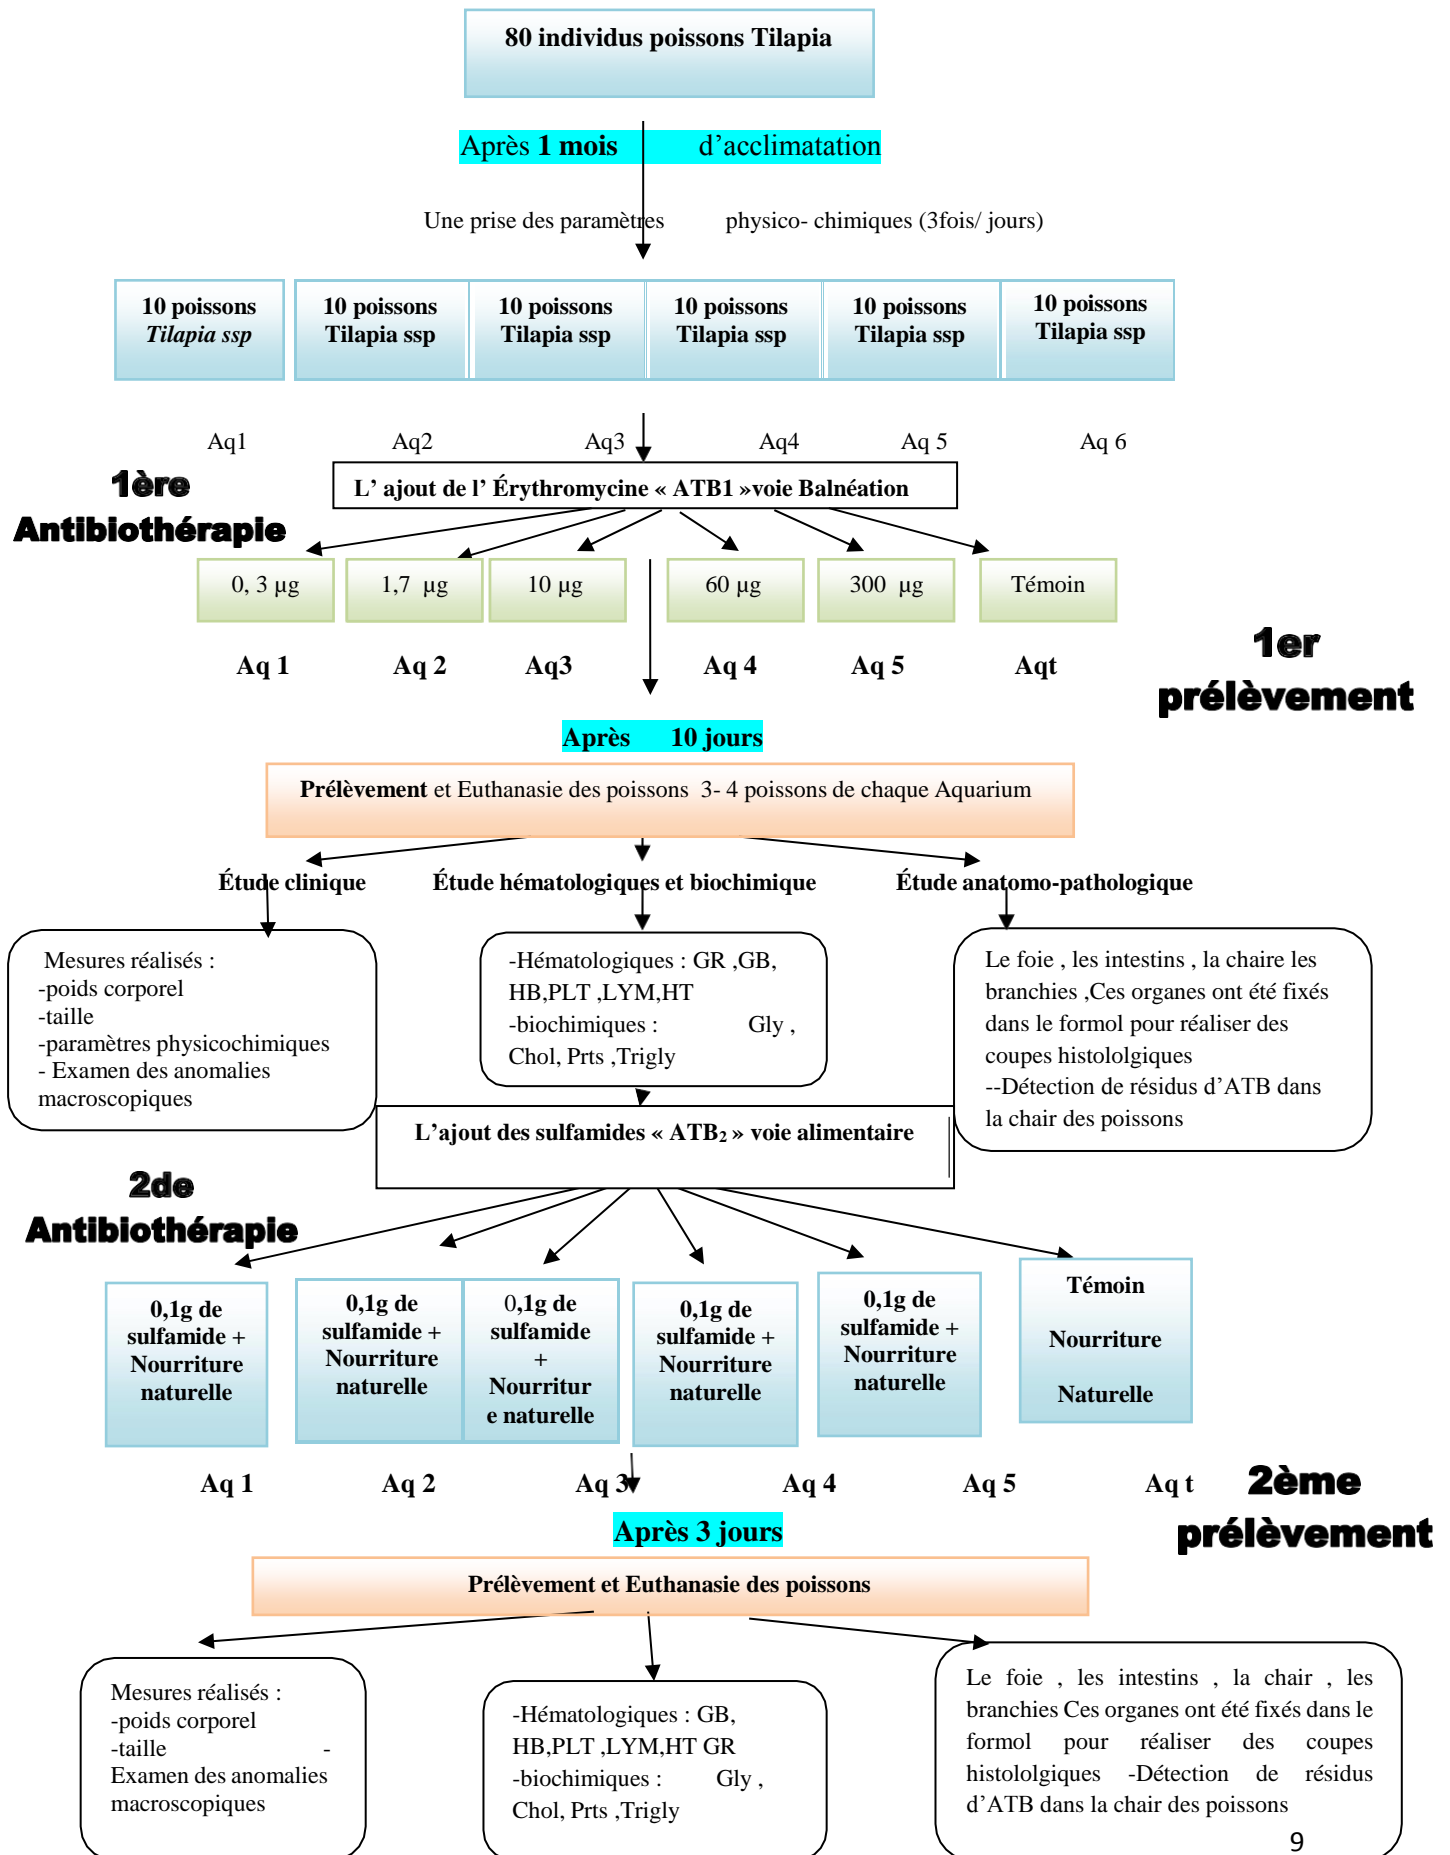 80 individus poissons Tilapia
Après 1 mois d'acclimatation
Une prise des paramètres physico- chimiques (3fois/ jours)
10 poissons
Tilapia ssp
10 poissons
Tilapia ssp
10 poissons
Tilapia ssp
10 poissons
Tilapia ssp
10 poissons
Tilapia ssp
10 poissons
Tilapia ssp
Aq1 Aq2 Aq3 Aq4 Aq 5 Aq 6
1ère
Antibiothérapie
L' ajout de l' Érythromycine « ATB1 »voie Balnéation
0, 3 µg
1,7 µg
10 µg
60 µg
300 µg
Témoin
Aq 1 Aq 2 Aq3 Aq 4 Aq 5 Aqt
1er
prélèvement
Après 10 jours
Prélèvement et Euthanasie des poissons 3- 4 poissons de chaque Aquarium
Étude clinique
Étude hématologiques et biochimique
Étude anatomo-pathologique
Mesures réalisés :
-poids corporel
-taille
-paramètres physicochimiques
- Examen des anomalies
macroscopiques
-Hématologiques : GR ,GB,
HB,PLT ,LYM,HT
-biochimiques : Gly ,
Chol, Prts ,Trigly
Le foie , les intestins , la chaire les
branchies ,Ces organes ont été fixés
dans le formol pour réaliser des
coupes histololgiques
--Détection de résidus d'ATB dans
la chair des poissons
L'ajout des sulfamides « ATB₂ » voie alimentaire
2de
Antibiothérapie
0,1g de
sulfamide +
Nourriture
naturelle
0,1g de
sulfamide +
Nourriture
naturelle
0,1g de
sulfamide
+
Nourritur
e naturelle
0,1g de
sulfamide +
Nourriture
naturelle
0,1g de
sulfamide +
Nourriture
naturelle
Témoin
Nourriture
Naturelle
Aq 1 Aq 2 Aq 3 Aq 4 Aq 5 Aq t
2ème
prélèvement
Après 3 jours
Prélèvement et Euthanasie des poissons
Mesures réalisés :
-poids corporel
-taille -
Examen des anomalies
macroscopiques
-Hématologiques : GB,
HB,PLT ,LYM,HT GR
-biochimiques : Gly ,
Chol, Prts ,Trigly
Le foie , les intestins , la chair , les
branchies Ces organes ont été fixés dans le
formol pour réaliser des coupes
histololgiques -Détection de résidus
d'ATB dans la chair des poissons
9